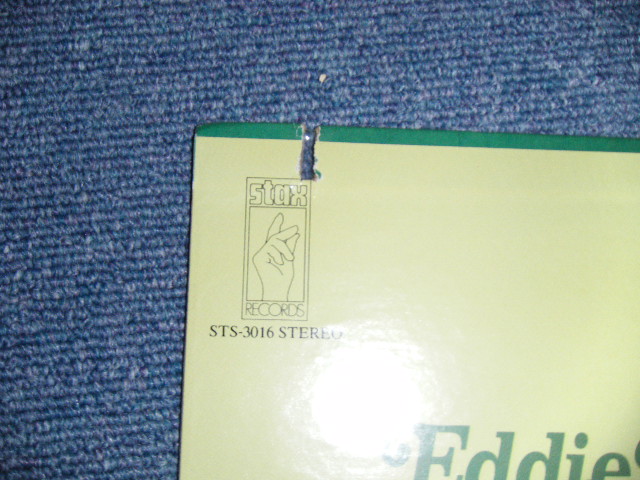 stax
RECORDS
STS-3016 STEREO
Eddie